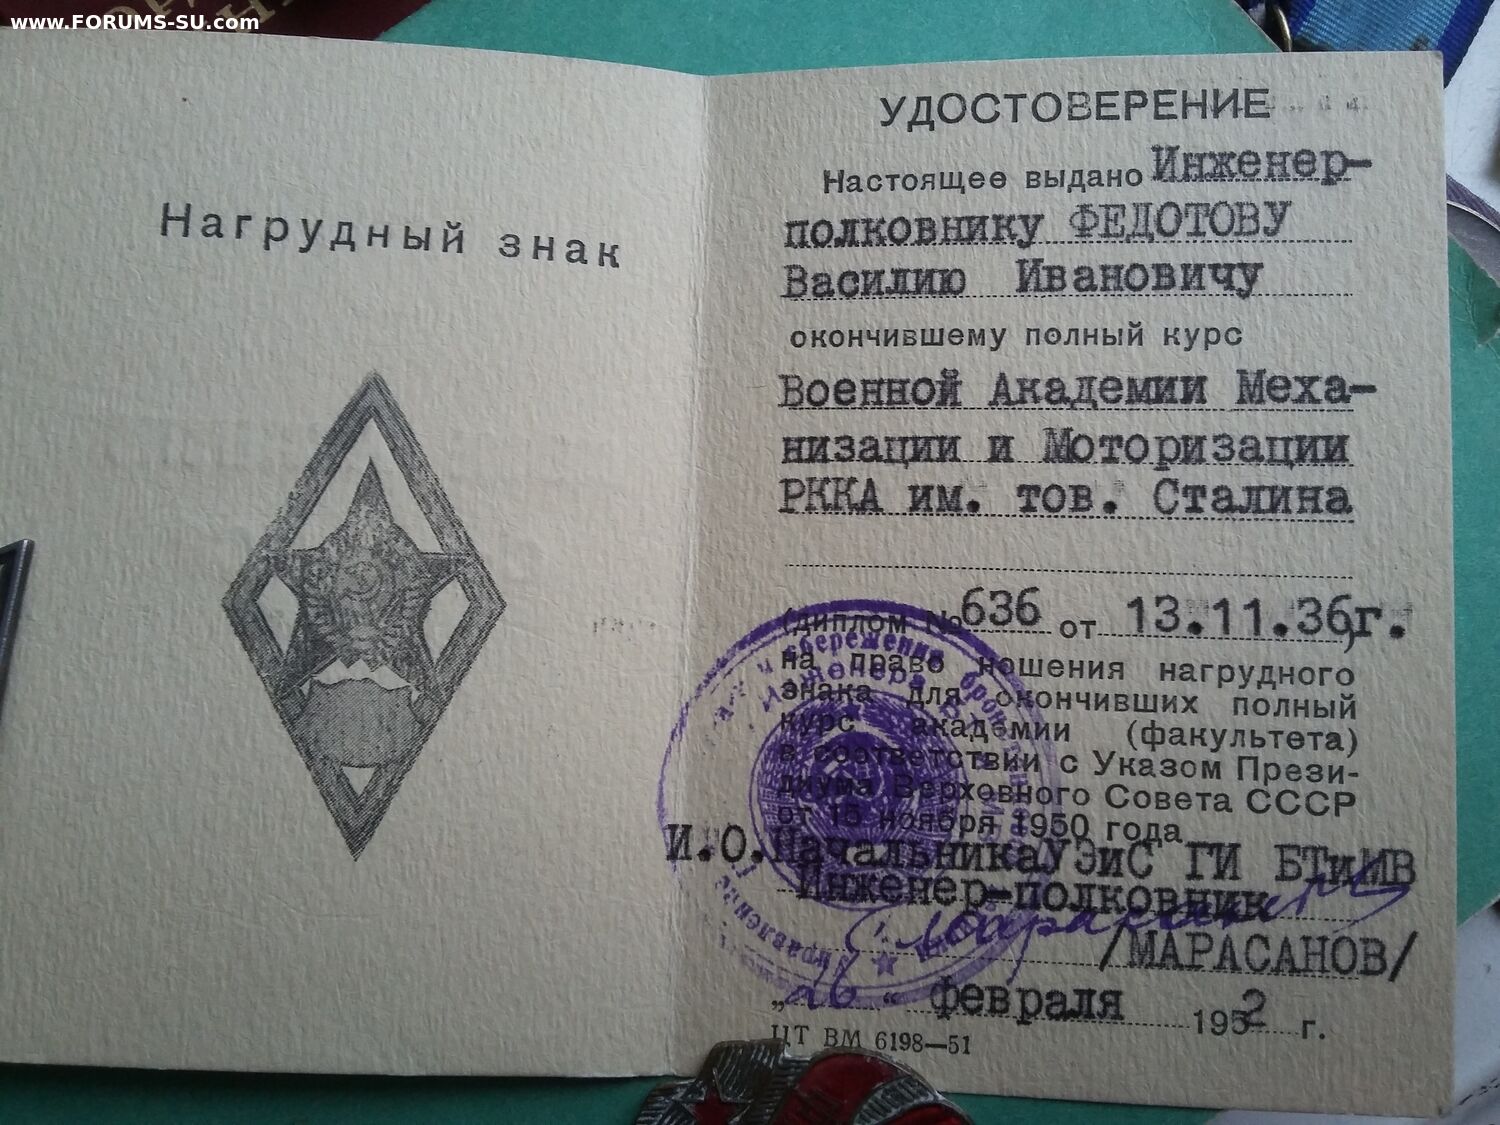 www.FORUMS-SU.com
Нагрудный знак
УДОСТОВЕРЕНИЕ
Настоящее выдано Инженер-
полковнику ФЕДОТОВУ
Василию Ивановичу
окончившему полный курс
Военной Академии Меха-
низации и Моторизации
РККА им. тов. Сталина
(диплом № 636 от 13.11.36г.)
на право ношения нагрудного
знака для окончивших полный
курс академии (факультета)
в соответствии с Указом Прези-
диума Верховного Совета СССР
от 15 ноября 1950 года
И.О.НачальникаУЭиС ГИ БТиМВ
Инженер-полковник
/МАРАСАНОВ/
„26“ февраля 1952 г.
ЦТ ВМ 6198—51